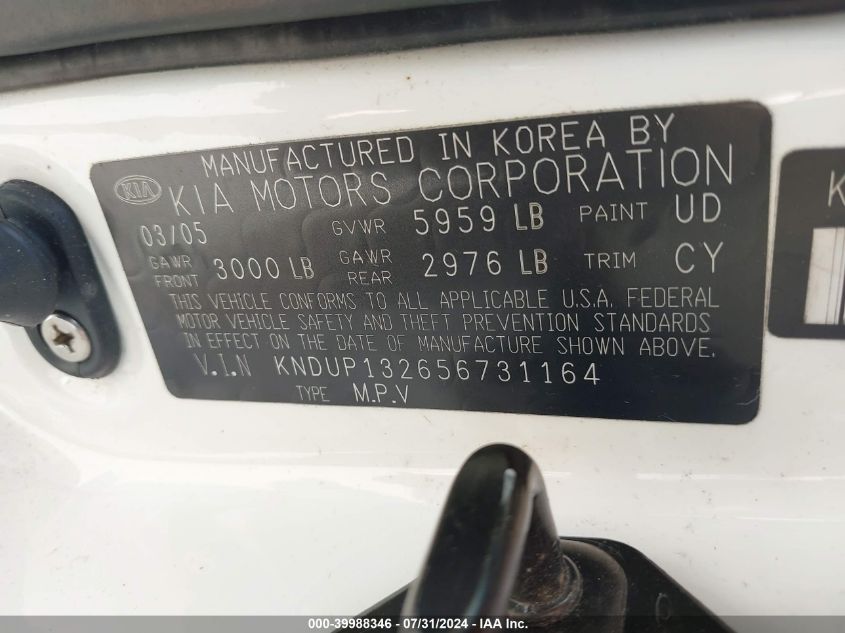 MANUFACTURED IN KOREA BY
KIA KIA MOTORS CORPORATION
03/05 GVWR 5959 LB PAINT UD
GAWR FRONT 3000 LB GAWR REAR 2976 LB TRIM CY
THIS VEHICLE CONFORMS TO ALL APPLICABLE U.S.A. FEDERAL
MOTOR VEHICLE SAFETY AND THEFT PREVENTION STANDARDS
IN EFFECT ON THE DATE OF MANUFACTURE SHOWN ABOVE.
V.I.N KNDUP132656731164
TYPE M.P.V
K
000-39988346 - 07/31/2024 - IAA Inc.